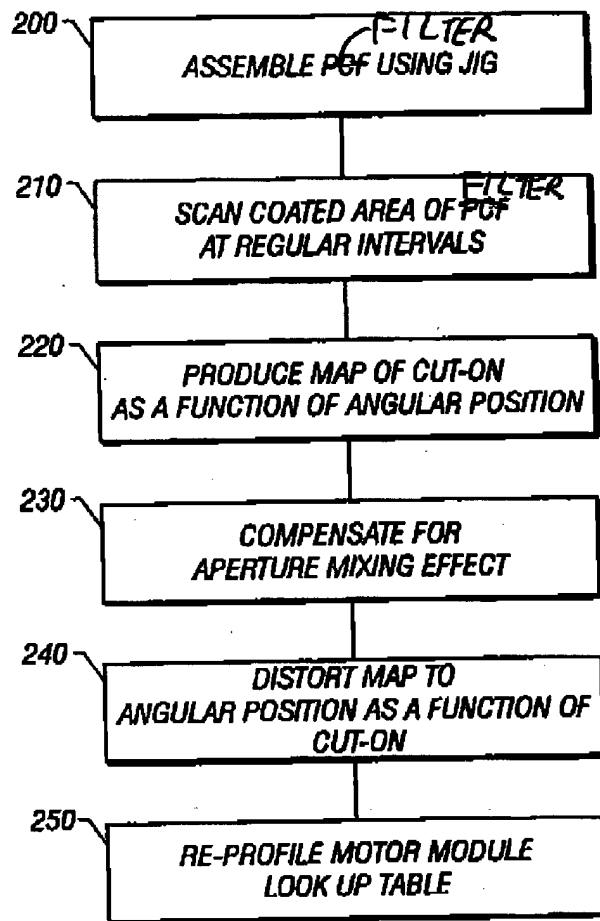 200
FILTER
ASSEMBLE PCF USING JIG
210
FILTER
SCAN COATED AREA OF PCF
AT REGULAR INTERVALS
220
PRODUCE MAP OF CUT-ON
AS A FUNCTION OF ANGULAR POSITION
230
COMPENSATE FOR
APERTURE MIXING EFFECT
240
DISTORT MAP TO
ANGULAR POSITION AS A FUNCTION OF
CUT-ON
250
RE-PROFILE MOTOR MODULE
LOOK UP TABLE